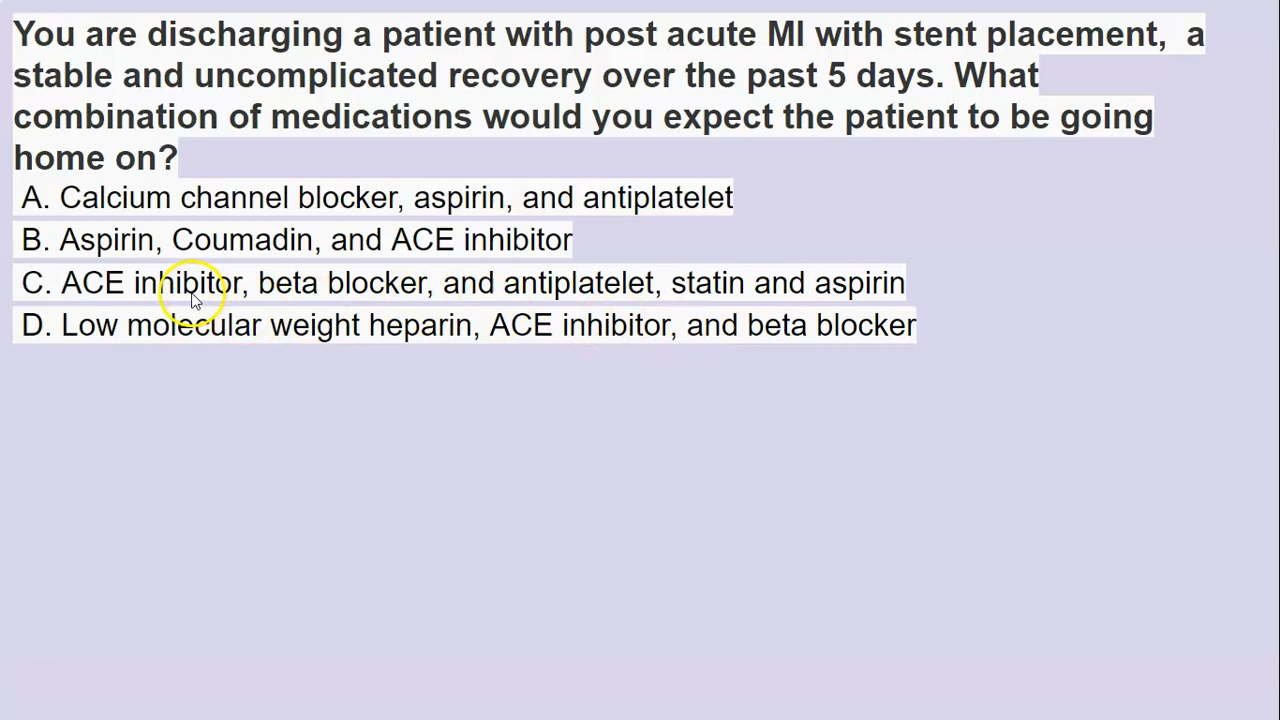 You are discharging a patient with post acute MI with stent placement,  a
stable and uncomplicated recovery over the past 5 days. What
combination of medications would you expect the patient to be going
home on?
A. Calcium channel blocker, aspirin, and antiplatelet
B. Aspirin, Coumadin, and ACE inhibitor
C. ACE inhibitor, beta blocker, and antiplatelet, statin and aspirin
D. Low molecular weight heparin, ACE inhibitor, and beta blocker